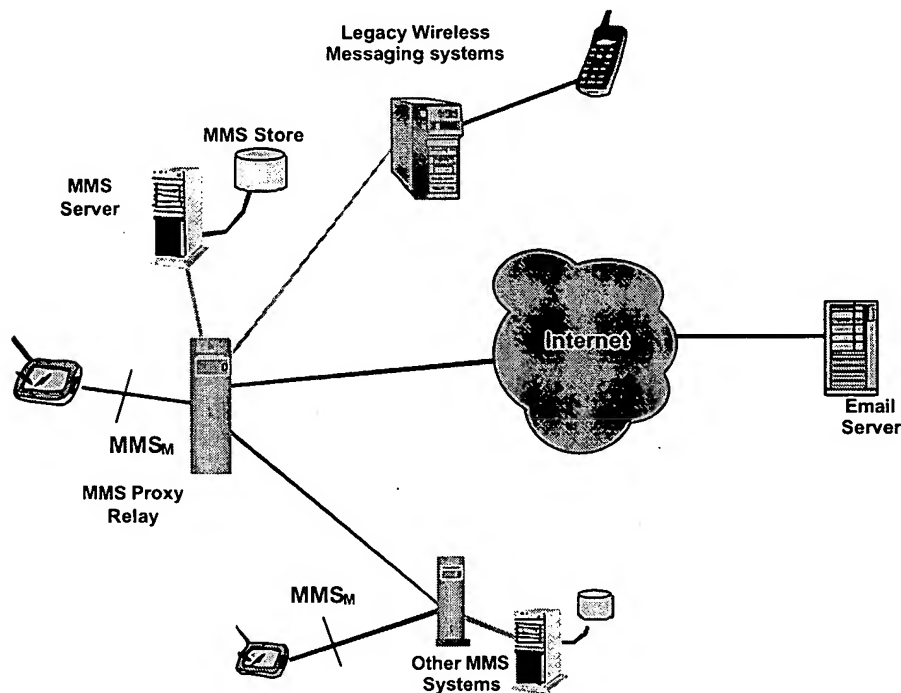 Legacy Wireless
Messaging systems
MMS Store
MMS
Server
Internet
Email
Server
MMSM
MMS Proxy
Relay
MMSM
Other MMS
Systems